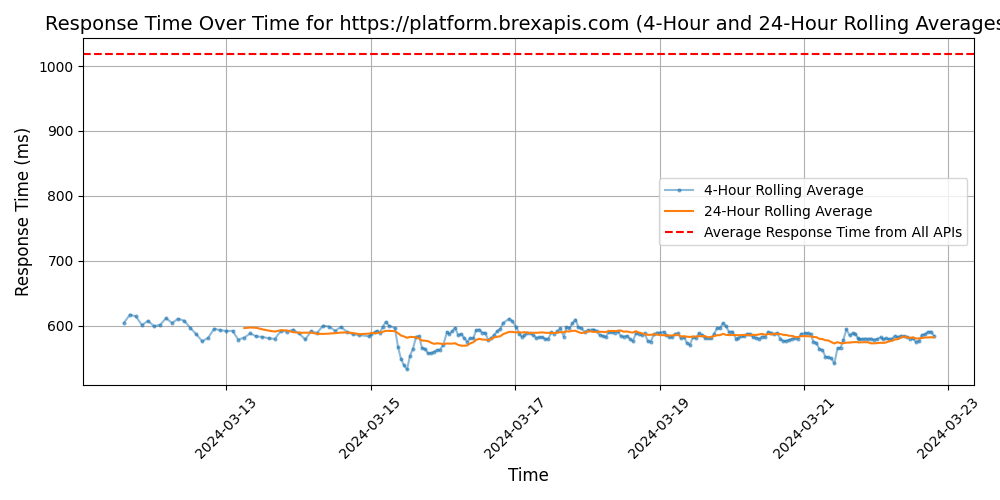 Response Time Over Time for https://platform.brexapis.com (4-Hour and 24-Hour Rolling Averages
Response Time (ms)
1000
900
800
700
600
4-Hour Rolling Average
24-Hour Rolling Average
Average Response Time from All APIs
2024-03-13
2024-03-15
2024-03-17
2024-03-19
2024-03-21
2024-03-23
Time